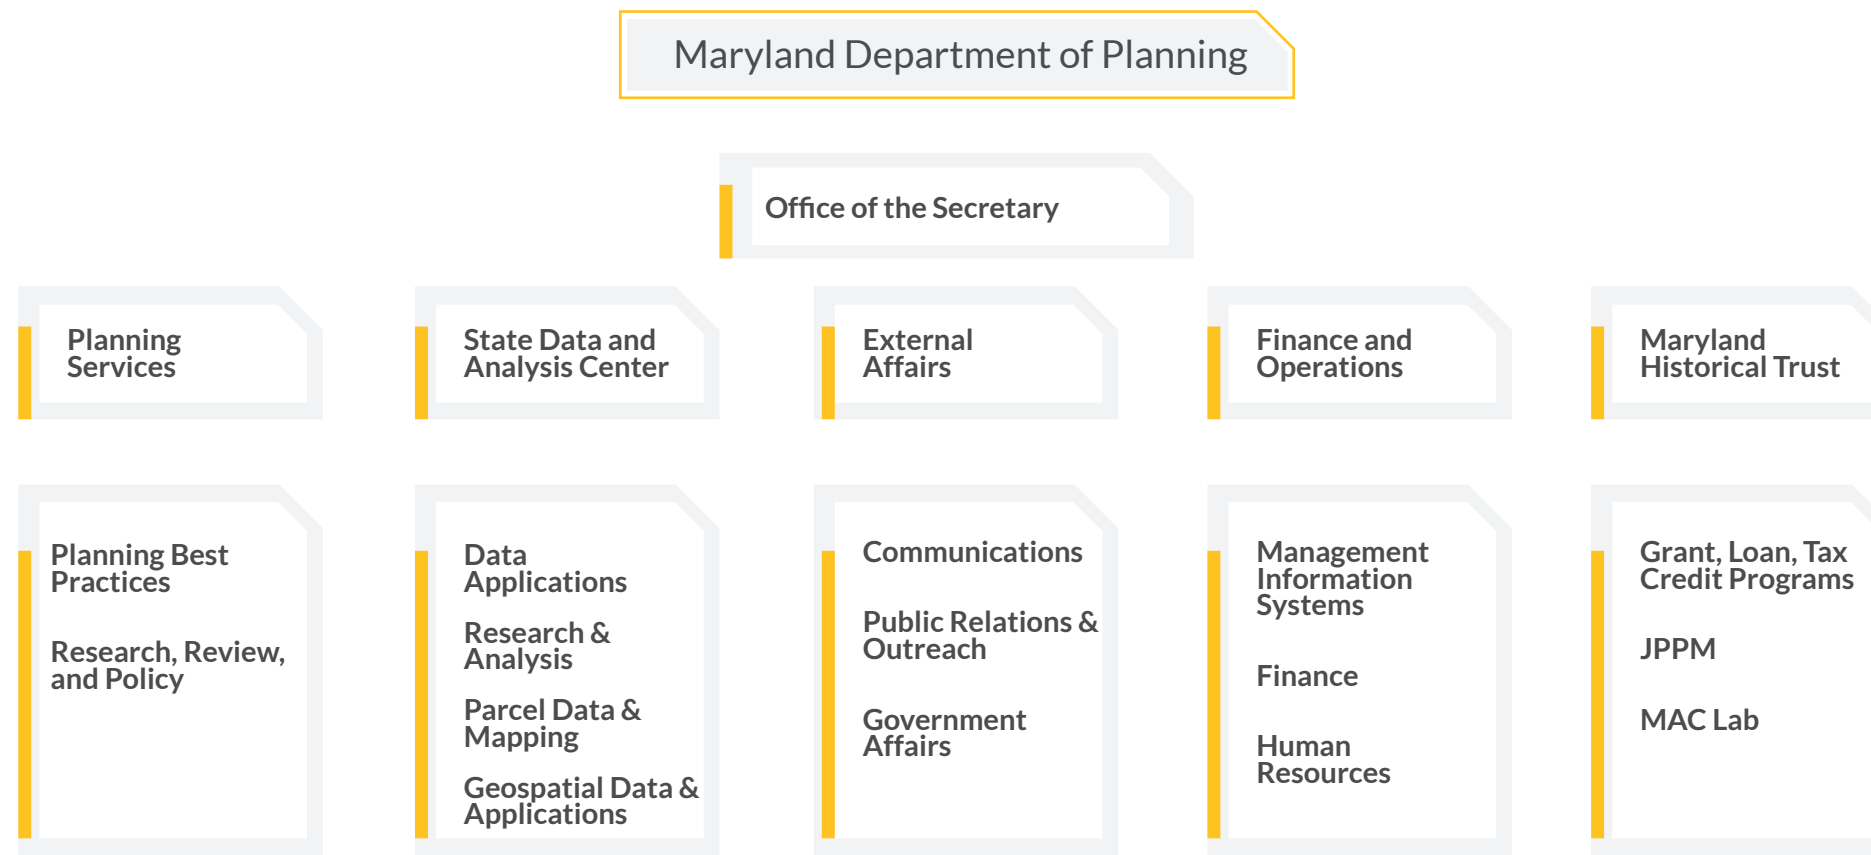 Maryland Department of Planning
Office of the Secretary
Planning
Services
State Data and
Analysis Center
External
Affairs
Finance and
Operations
Maryland
Historical Trust
Planning Best
Practices
Research, Review,
and Policy
Data
Applications
Research &
Analysis
Parcel Data &
Mapping
Geospatial Data &
Applications
Communications
Public Relations &
Outreach
Government
Affairs
Management
Information
Systems
Finance
Human
Resources
Grant, Loan, Tax
Credit Programs
JPPM
MAC Lab